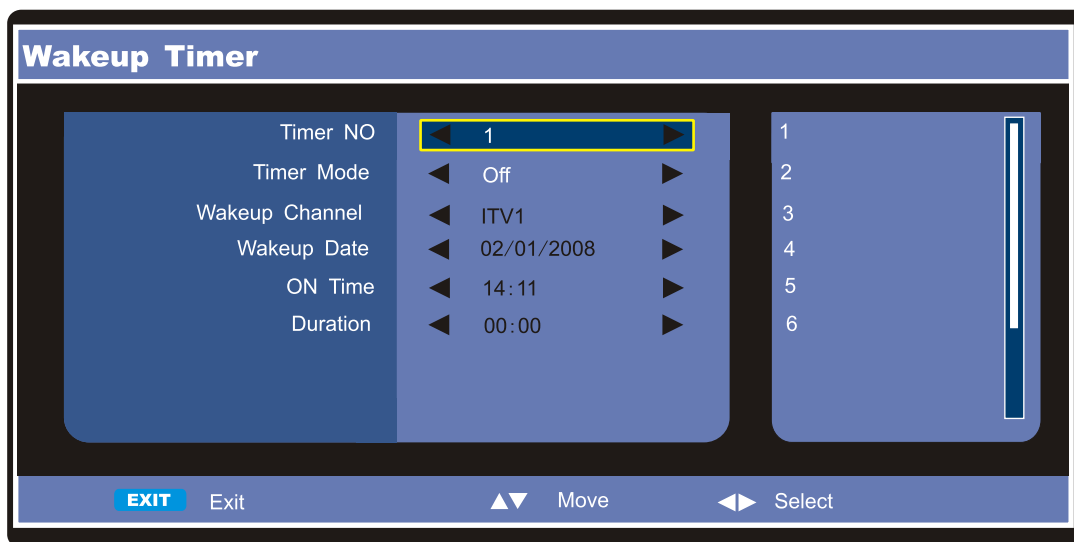 Wakeup Timer
Timer NO 1
Timer Mode Off
Wakeup Channel ITV1
Wakeup Date 02/01/2008
ON Time 14:11
Duration 00:00
1
2
3
4
5
6
EXIT Exit Move Select